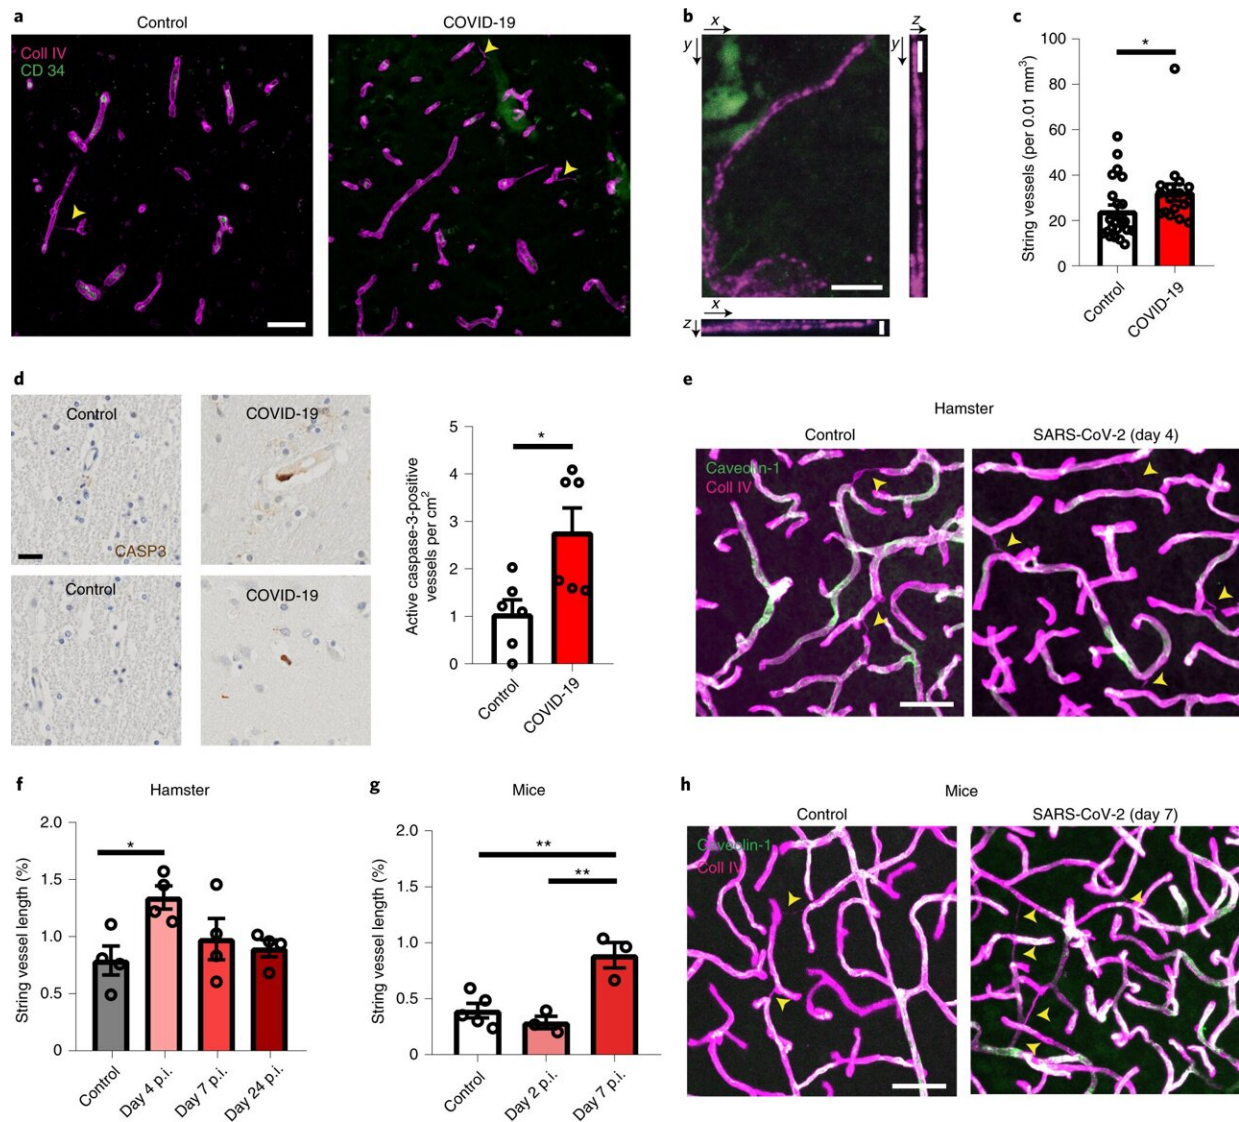 a
Control
COVID-19
Coll IV
CD 34
b
x
y
z
y
x
z
c
100
80
60
40
20
0
String vessels (per 0.01 mm³)
*
Control
COVID-19
d
Control
COVID-19
CASP3
Control
COVID-19
5
4
3
2
1
0
Active caspase-3-positive
vessels per cm²
*
Control
COVID-19
e
Hamster
Control
SARS-CoV-2 (day 4)
Caveolin-1
Coll IV
f
Hamster
2.0
1.5
1.0
0.5
0
String vessel length (%)
*
Control
Day 4 p.i.
Day 7 p.i.
Day 24 p.i.
g
Mice
2.0
1.5
1.0
0.5
0
String vessel length (%)
**
**
Control
Day 2 p.i.
Day 7 p.i.
h
Mice
Control
SARS-CoV-2 (day 7)
Caveolin-1
Coll IV